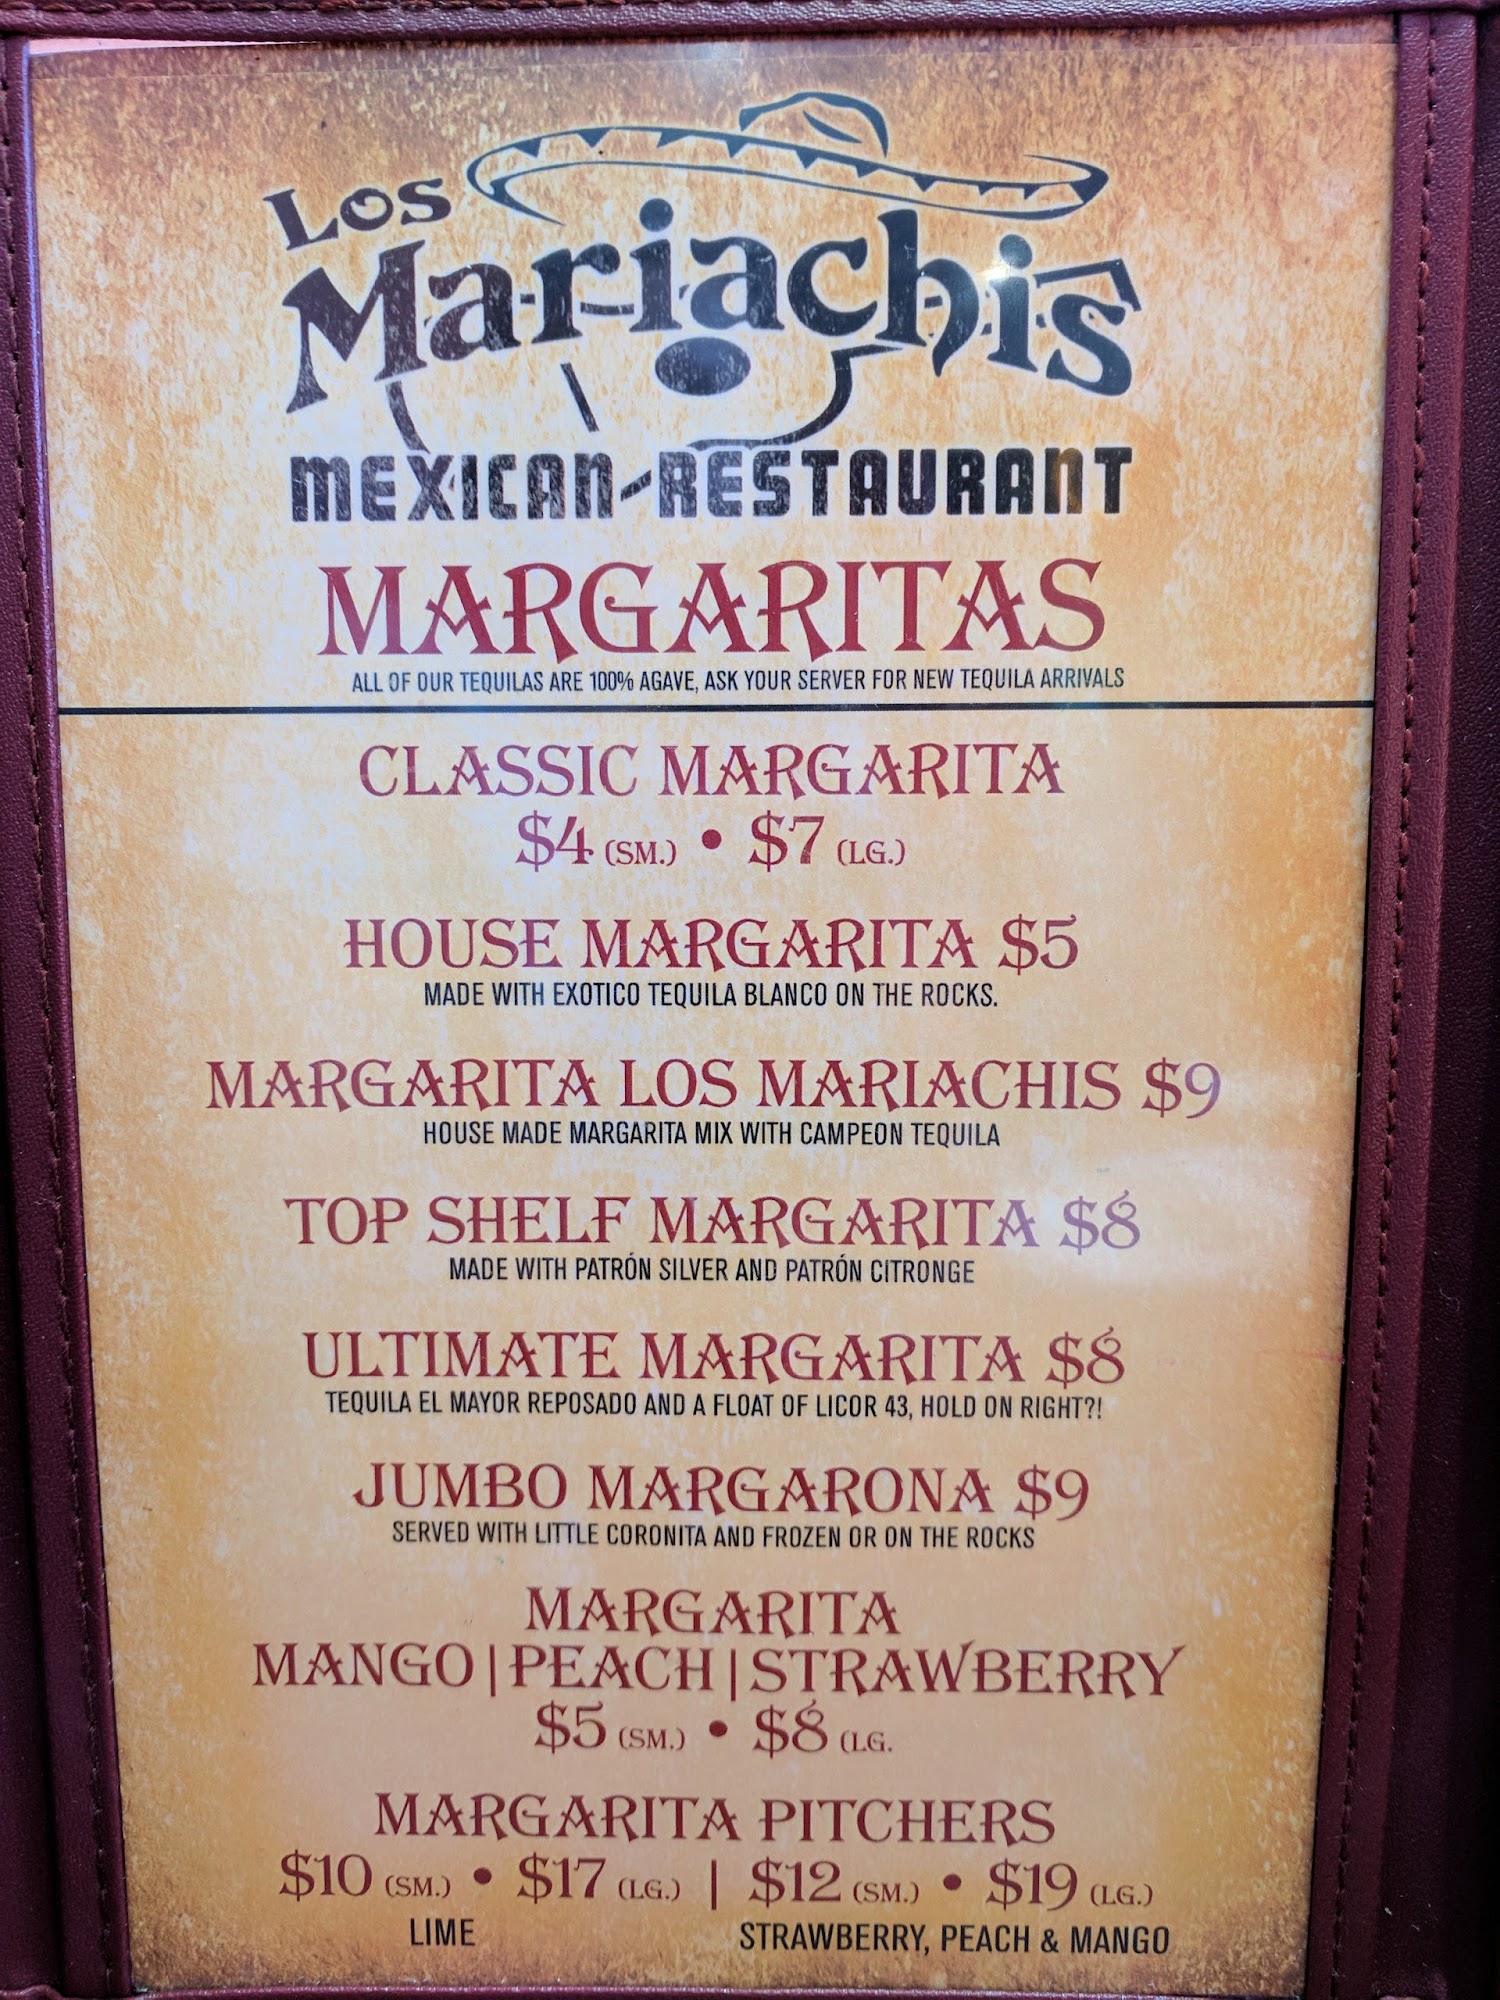 Los
Mariachis
MEXICAN RESTAURANT
MARGARITAS
ALL OF OUR TEQUILAS ARE 100% AGAVE, ASK YOUR SERVER FOR NEW TEQUILA ARRIVALS
CLASSIC MARGARITA
$4 (SM.) • $7 (LG.)
HOUSE MARGARITA $5
MADE WITH EXOTICO TEQUILA BLANCO ON THE ROCKS.
MARGARITA LOS MARIACHIS $9
HOUSE MADE MARGARITA MIX WITH CAMPEON TEQUILA
TOP SHELF MARGARITA $8
MADE WITH PATRÓN SILVER AND PATRÓN CITRONGE
ULTIMATE MARGARITA $8
TEQUILA EL MAYOR REPOSADO AND A FLOAT OF LICOR 43, HOLD ON RIGHT?!
JUMBO MARGARONA $9
SERVED WITH LITTLE CORONITA AND FROZEN OR ON THE ROCKS
MARGARITA
MANGO | PEACH | STRAWBERRY
$5 (SM.) • $8 (LG.
MARGARITA PITCHERS
$10 (SM.) • $17 (LG.) | $12 (SM.) • $19 (LG.)
LIME STRAWBERRY, PEACH & MANGO